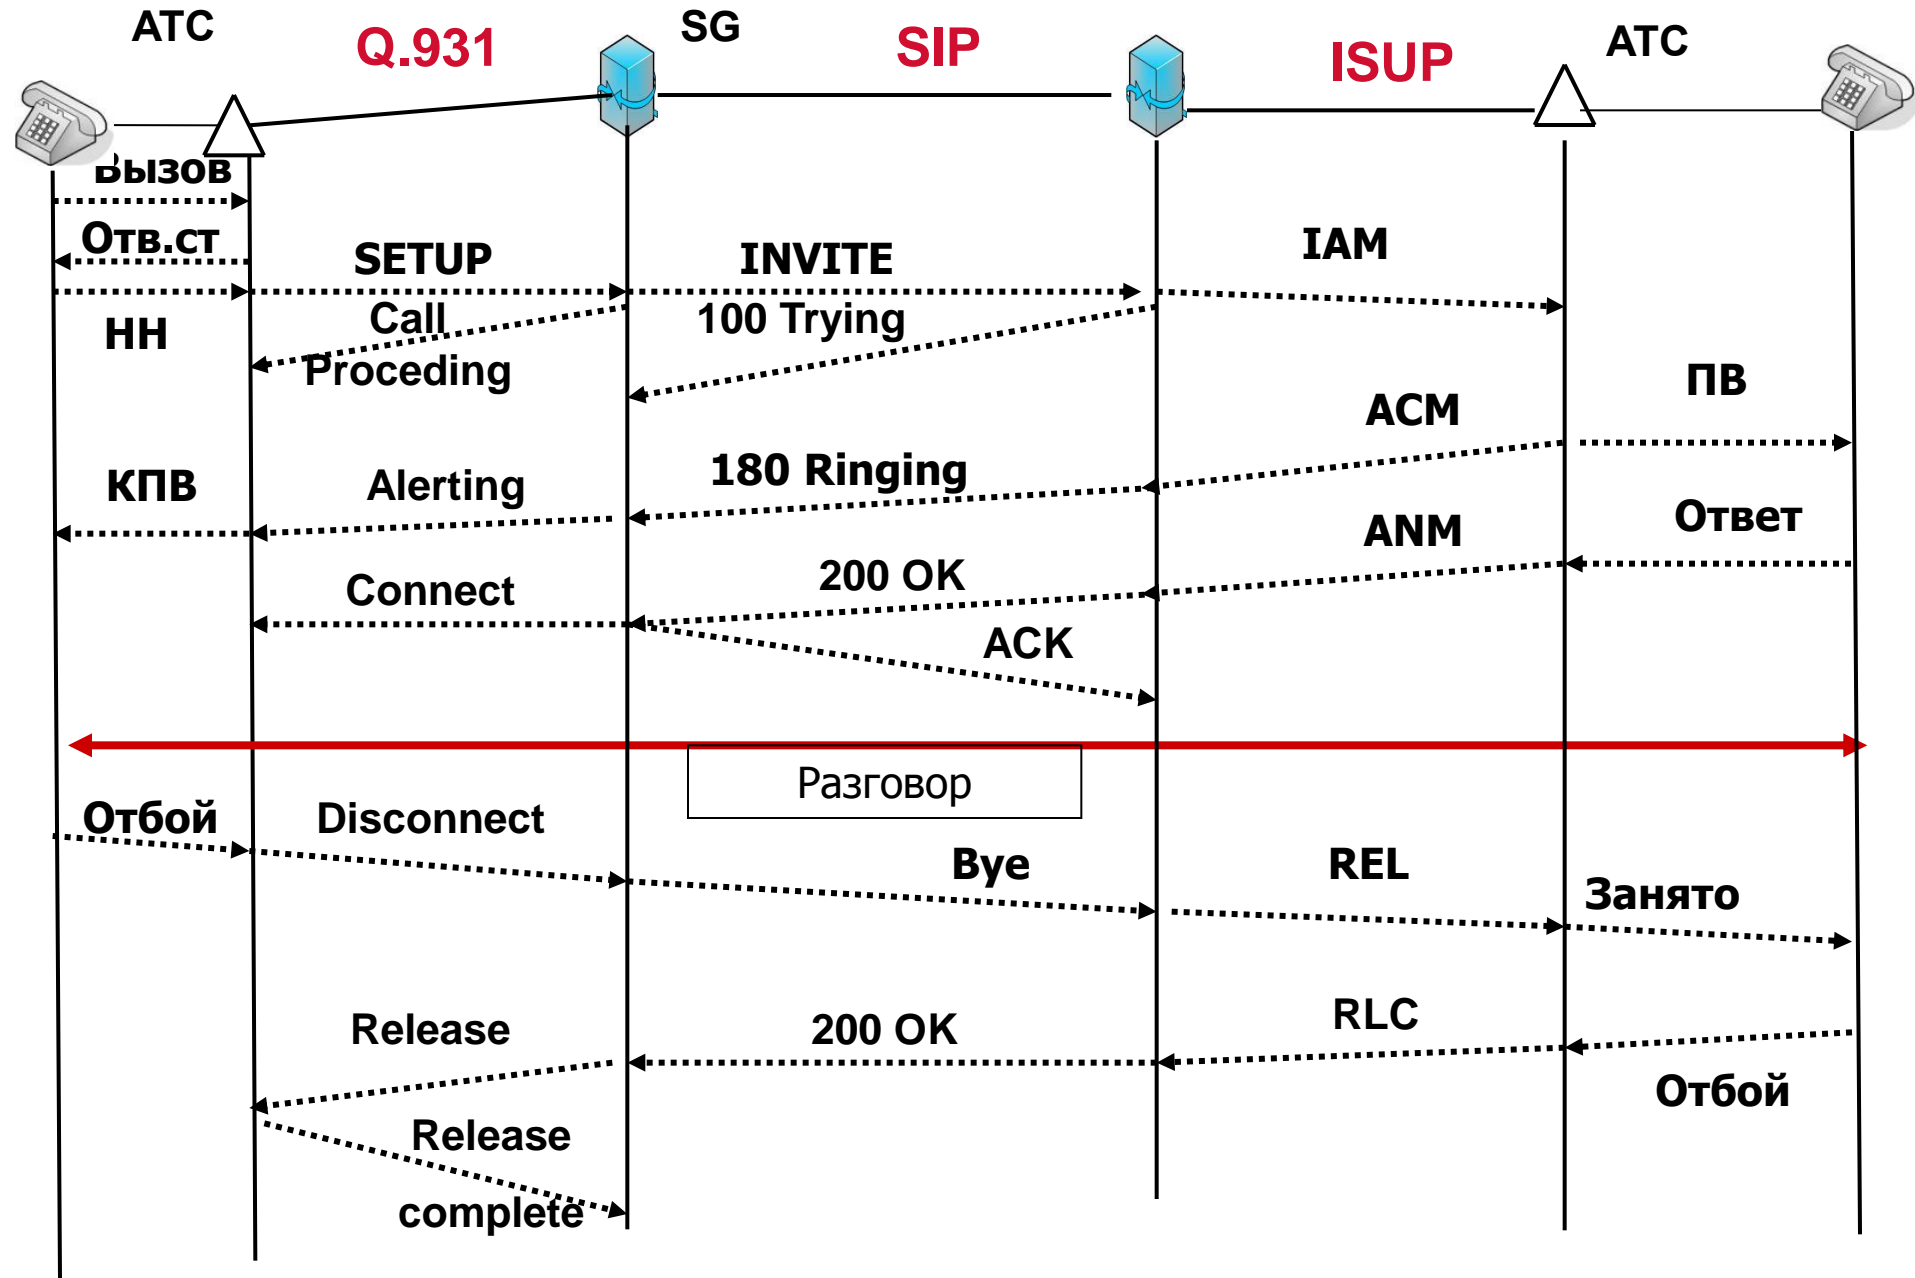 АТС
Q.931
SG
SIP
ISUP
АТС
Вызов
Отв.ст
SETUP
INVITE
IAM
НН
Call
Proceding
100 Trying
ПВ
ACM
КПВ
Alerting
180 Ringing
Ответ
ANM
Connect
200 OK
ACK
Разговор
Отбой
Disconnect
Bye
REL
Занято
Release
200 OK
RLC
Отбой
Release
complete